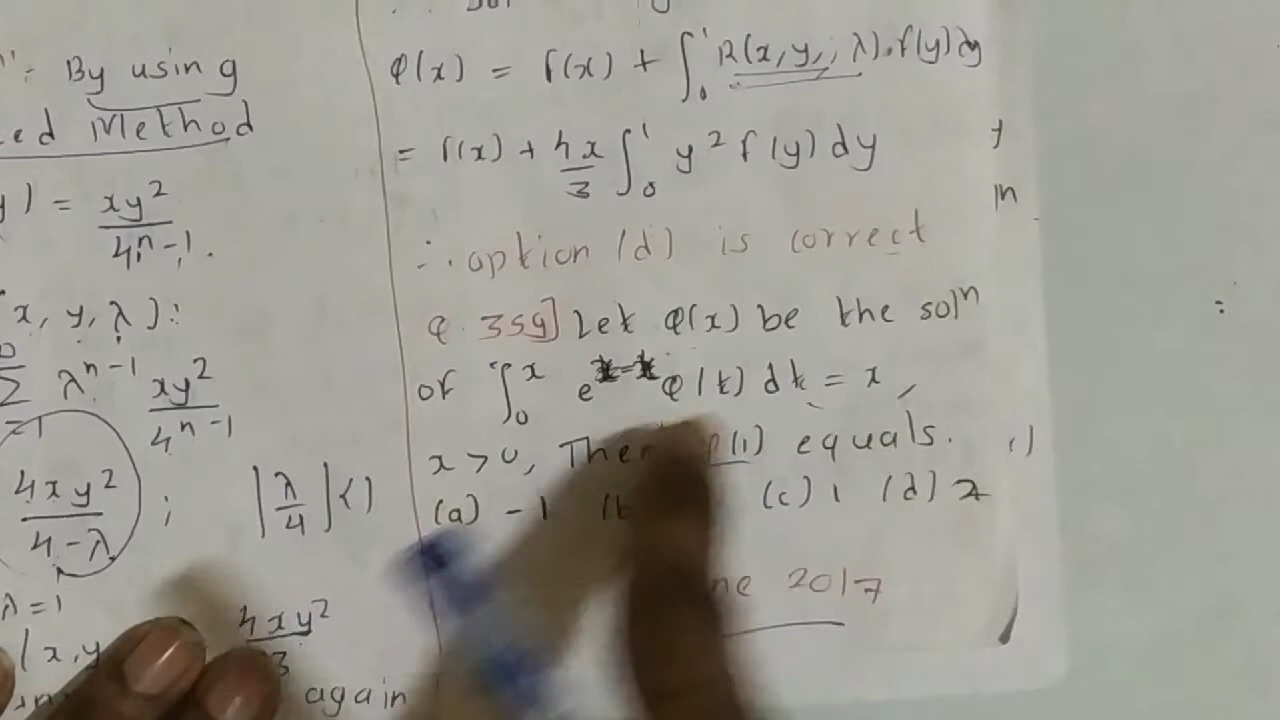 By using
Method
= xy²/4ⁿ⁻¹.
x, y, λ):
∑ λⁿ⁻¹ xy²/4ⁿ⁻¹
4xy²/4-λ ; |λ/4|<1
λ=1
(x,y 4xy²/3
again
φ(x) = f(x) + ∫₀¹ R(x, y, λ).f(y)dy
= f(x) + 4x/3 ∫₀¹ y² f(y) dy
∴ option (d) is correct
Q. 359] Let φ(x) be the solⁿ
of ∫₀ˣ e φ(t) dt = x,
x > 0, Then φ(1) equals.
(a) -1 (b (c) 1 (d) 2
2017